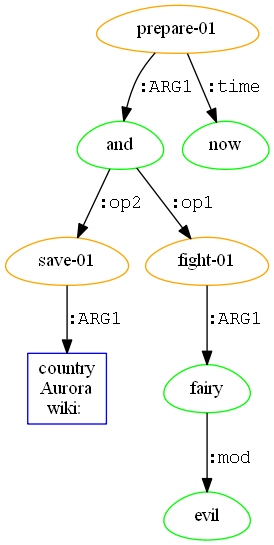 prepare-01
:ARG1
:time
and
now
:op2
:op1
save-01
fight-01
:ARG1
:ARG1
country
Aurora
wiki:
fairy
:mod
evil